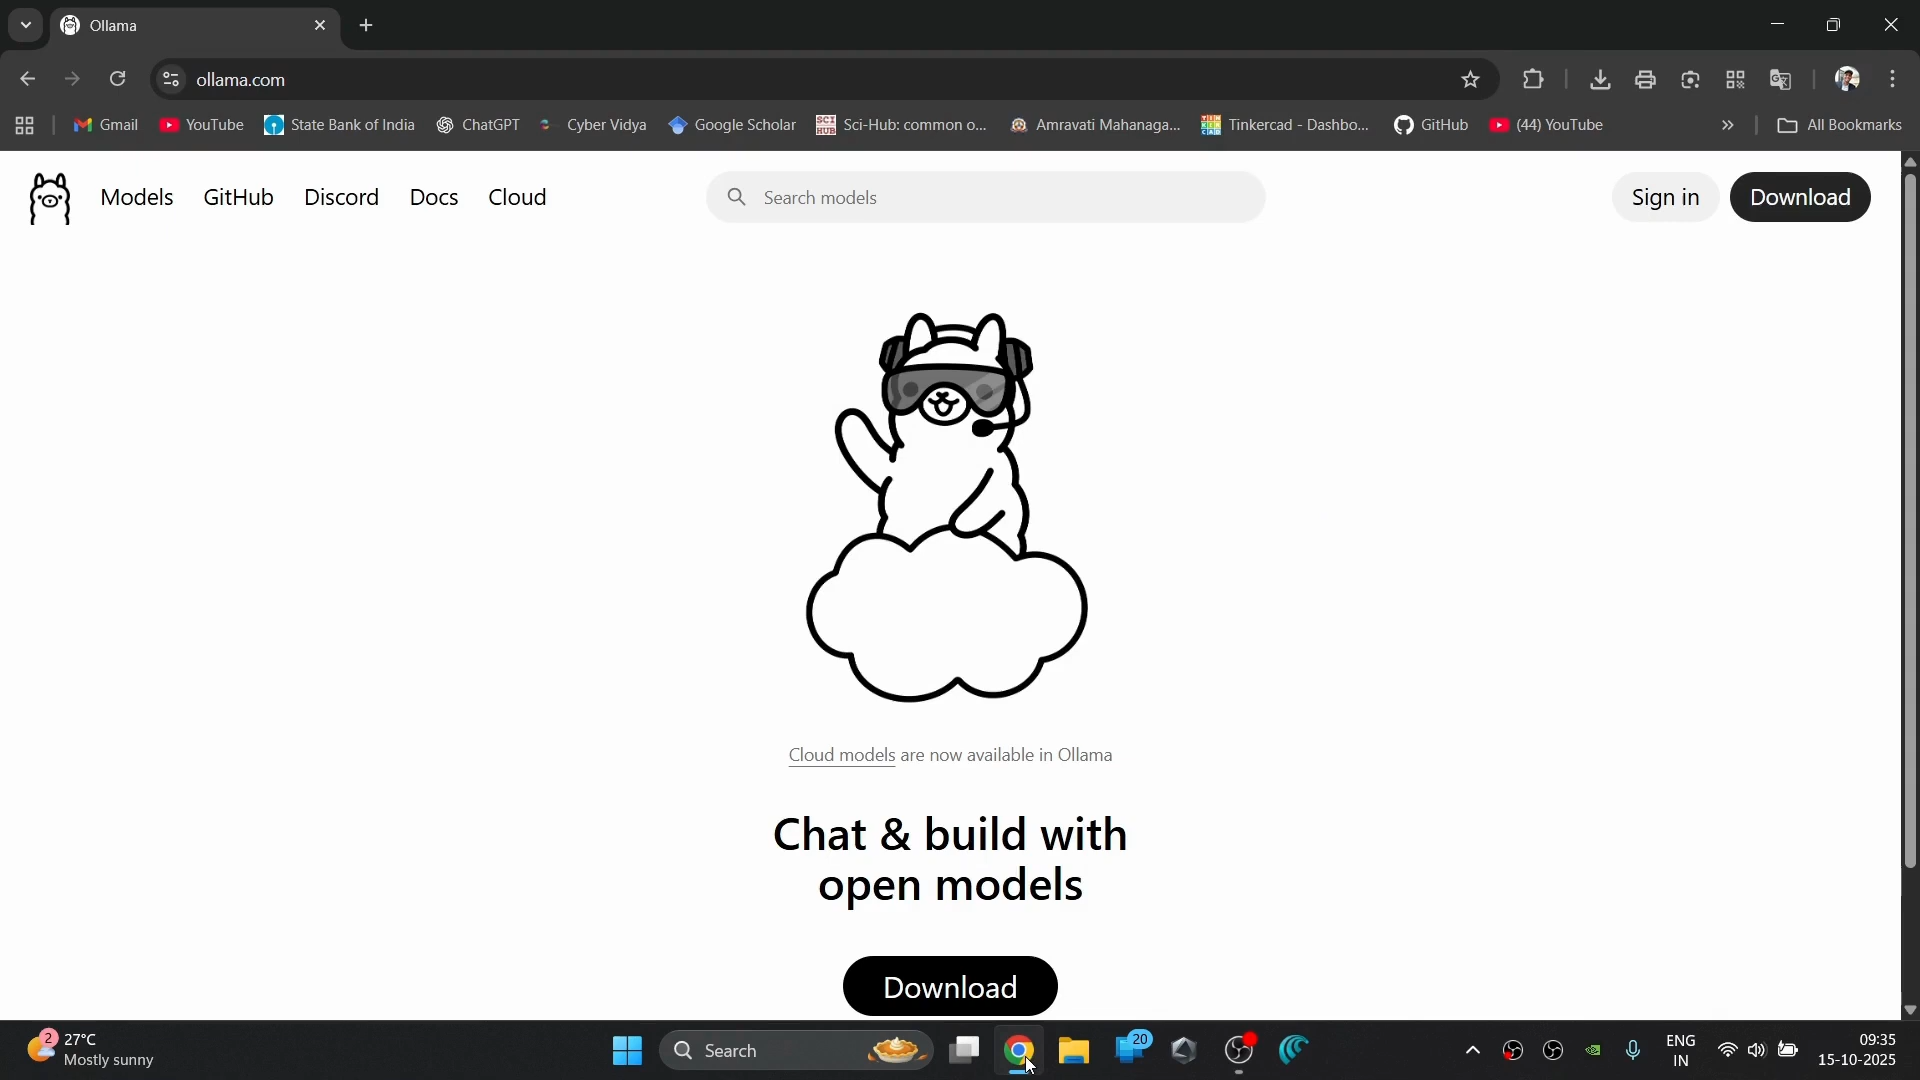 Ollama
ollama.com
Gmail YouTube State Bank of India ChatGPT Cyber Vidya Google Scholar SCI HUB Sci-Hub: common o... Amravati Mahanaga... Tinkercad - Dashbo... GitHub (44) YouTube » All Bookmarks
Models GitHub Discord Docs Cloud Search models Sign in Download
Cloud models are now available in Ollama
Chat & build with
open models
Download
2 27°C
Mostly sunny
Search
20
ENG
IN
09:35
15-10-2025